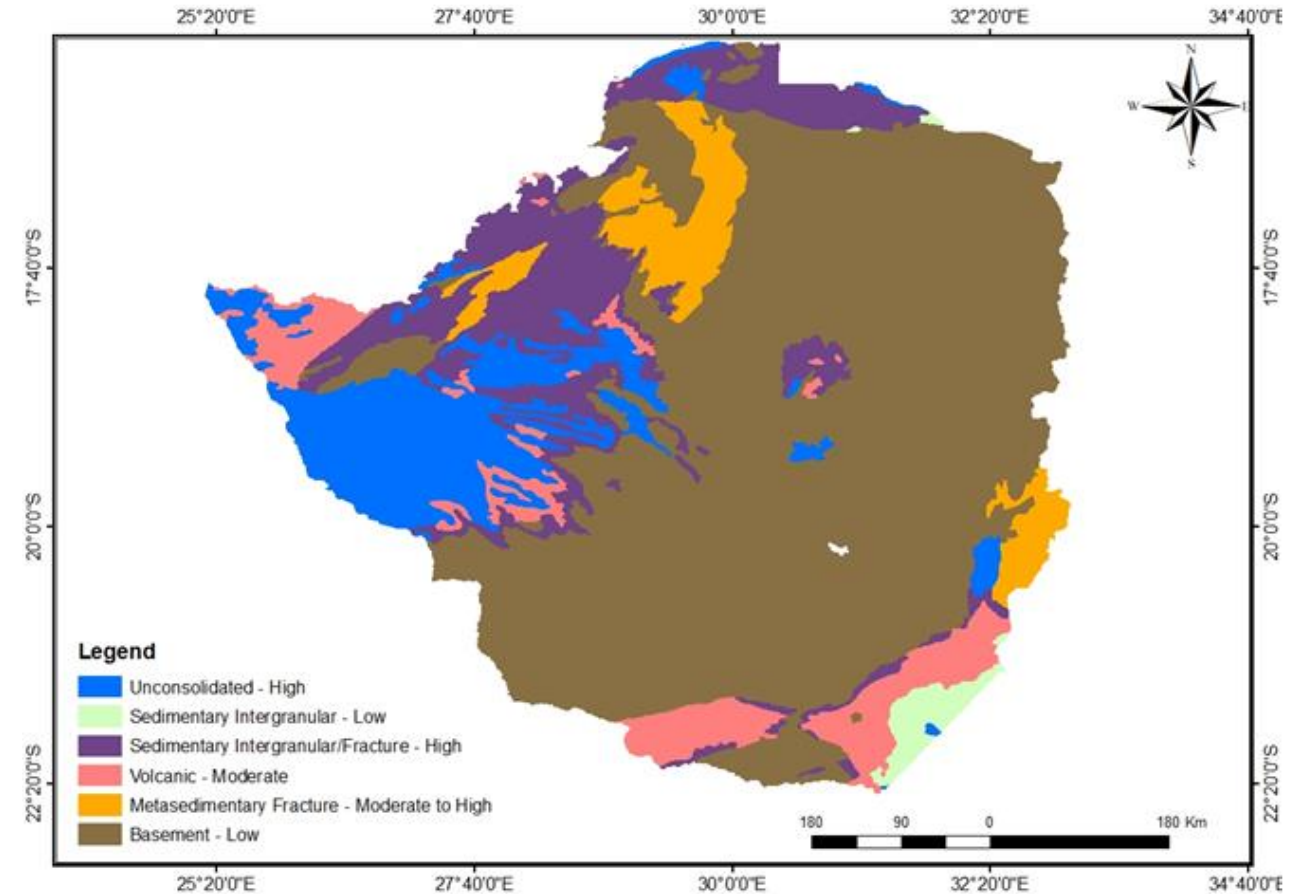 25°20'0"E 27°40'0"E 30°0'0"E 32°20'0"E 34°40'0"E
N
W E
S
17°40'0"S 17°40'0"S
20°0'0"S 20°0'0"S
22°20'0"S 22°20'0"S
Legend
Unconsolidated - High
Sedimentary Intergranular - Low
Sedimentary Intergranular/Fracture - High
Volcanic - Moderate
Metasedimentary Fracture - Moderate to High
Basement - Low
180 90 0 180 Km
25°20'0"E 27°40'0"E 30°0'0"E 32°20'0"E 34°40'0"E